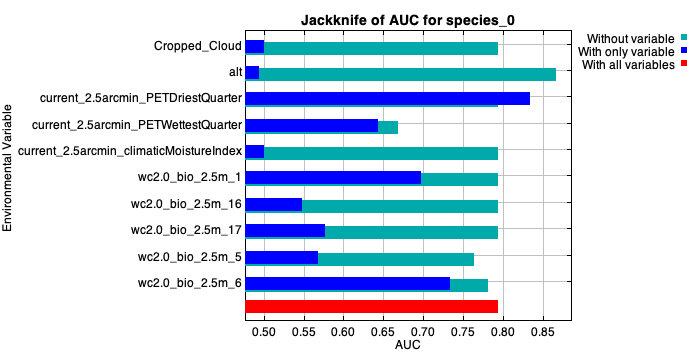 Jackknife of AUC for species_0
Without variable
With only variable
With all variables
Environmental Variable
Cropped_Cloud
alt
current_2.5arcmin_PETDriestQuarter
current_2.5arcmin_PETWettestQuarter
current_2.5arcmin_climaticMoistureIndex
wc2.0_bio_2.5m_1
wc2.0_bio_2.5m_16
wc2.0_bio_2.5m_17
wc2.0_bio_2.5m_5
wc2.0_bio_2.5m_6
0.50 0.55 0.60 0.65 0.70 0.75 0.80 0.85
AUC